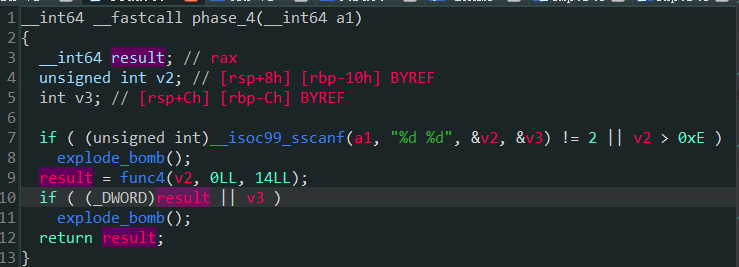 1 __int64 __fastcall phase_4(__int64 a1)
2 {
3 __int64 result; // rax
4 unsigned int v2; // [rsp+8h] [rbp-10h] BYREF
5 int v3; // [rsp+Ch] [rbp-Ch] BYREF
6
7 if ( (unsigned int)__isoc99_sscanf(a1, "%d %d", &v2, &v3) != 2 || v2 > 0xE )
8 explode_bomb();
9 result = func4(v2, 0LL, 14LL);
10 if ( (_DWORD)result || v3 )
11 explode_bomb();
12 return result;
13 }